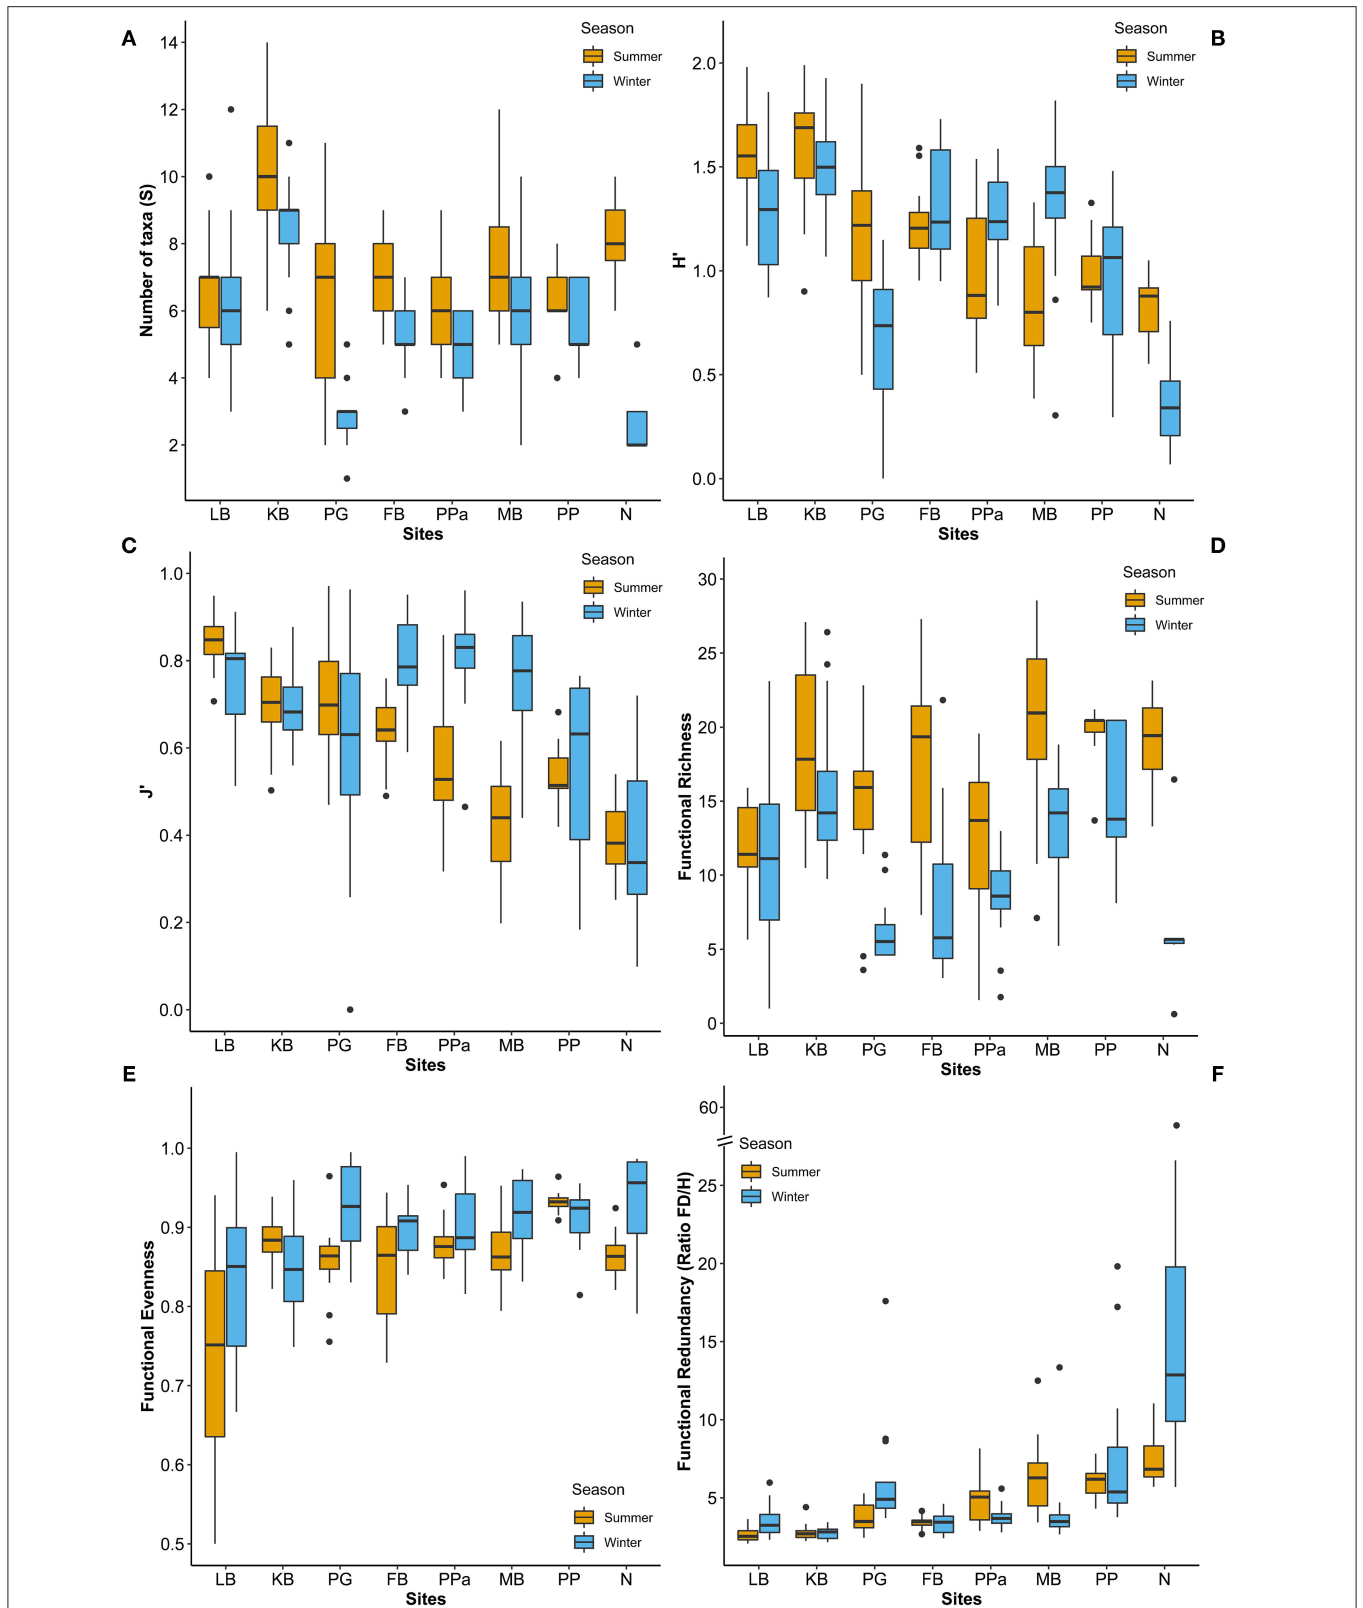 A
Season
Summer
Winter
Number of taxa (S)
14
12
10
8
6
4
2
LB KB PG FB PPa MB PP N
Sites
B
Season
Summer
Winter
H'
2.0
1.5
1.0
0.5
0.0
LB KB PG FB PPa MB PP N
Sites
C
Season
Summer
Winter
J'
1.0
0.8
0.6
0.4
0.2
0.0
LB KB PG FB PPa MB PP N
Sites
D
Season
Summer
Winter
Functional Richness
30
25
20
15
10
5
0
LB KB PG FB PPa MB PP N
Sites
E
Functional Evenness
1.0
0.9
0.8
0.7
0.6
0.5
Season
Summer
Winter
LB KB PG FB PPa MB PP N
Sites
F
Functional Redundancy (Ratio FD/H)
60
Season
Summer
Winter
25
20
15
10
5
LB KB PG FB PPa MB PP N
Sites